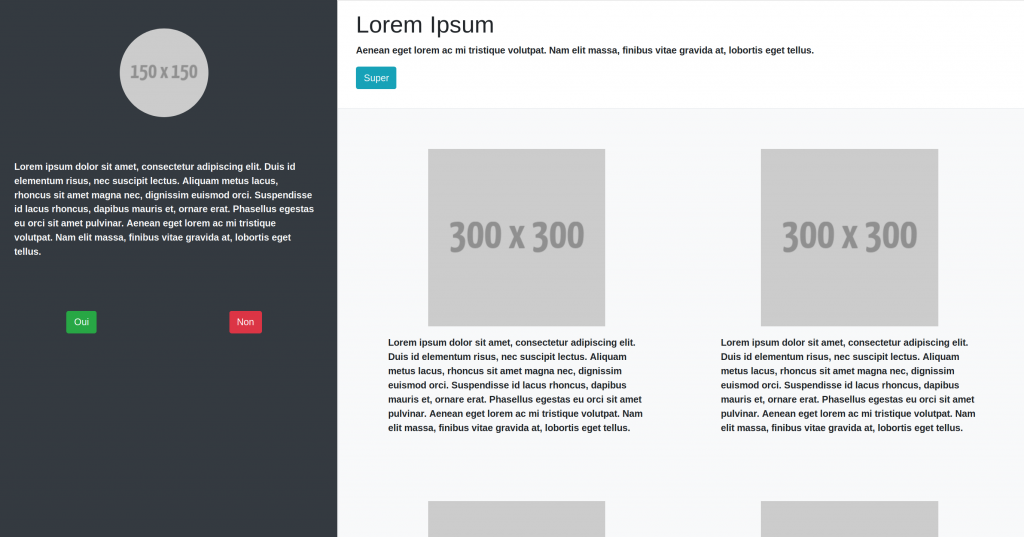 150 x 150
Lorem ipsum dolor sit amet, consectetur adipiscing elit. Duis id
elementum risus, nec suscipit lectus. Aliquam metus lacus,
rhoncus sit amet magna nec, dignissim euismod orci. Suspendisse
id lacus rhoncus, dapibus mauris et, ornare erat. Phasellus egestas
eu orci sit amet pulvinar. Aenean eget lorem ac mi tristique
volutpat. Nam elit massa, finibus vitae gravida at, lobortis eget
tellus.
Oui
Non
Lorem Ipsum
Aenean eget lorem ac mi tristique volutpat. Nam elit massa, finibus vitae gravida at, lobortis eget tellus.
Super
300 x 300
Lorem ipsum dolor sit amet, consectetur adipiscing elit.
Duis id elementum risus, nec suscipit lectus. Aliquam
metus lacus, rhoncus sit amet magna nec, dignissim
euismod orci. Suspendisse id lacus rhoncus, dapibus
mauris et, ornare erat. Phasellus egestas eu orci sit amet
pulvinar. Aenean eget lorem ac mi tristique volutpat. Nam
elit massa, finibus vitae gravida at, lobortis eget tellus.
300 x 300
Lorem ipsum dolor sit amet, consectetur adipiscing elit.
Duis id elementum risus, nec suscipit lectus. Aliquam
metus lacus, rhoncus sit amet magna nec, dignissim
euismod orci. Suspendisse id lacus rhoncus, dapibus
mauris et, ornare erat. Phasellus egestas eu orci sit amet
pulvinar. Aenean eget lorem ac mi tristique volutpat. Nam
elit massa, finibus vitae gravida at, lobortis eget tellus.